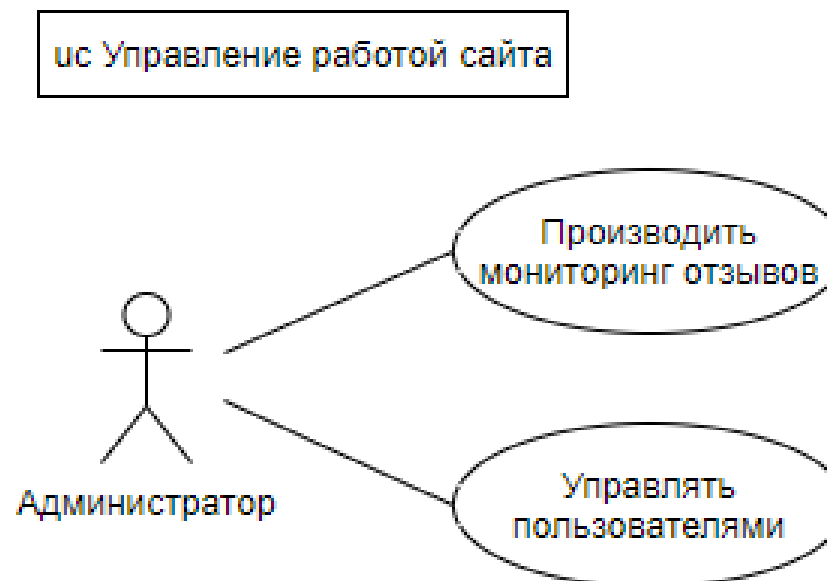 uc Управление работой сайта
Производить
мониторинг отзывов
Администратор
Управлять
пользователями